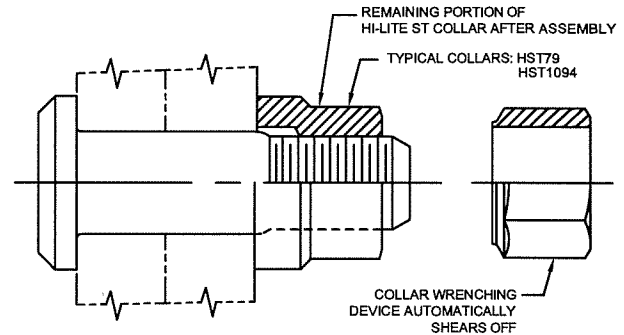 REMAINING PORTION OF
HI-LITE ST COLLAR AFTER ASSEMBLY
TYPICAL COLLARS: HST79
HST1094
COLLAR WRENCHING
DEVICE AUTOMATICALLY
SHEARS OFF